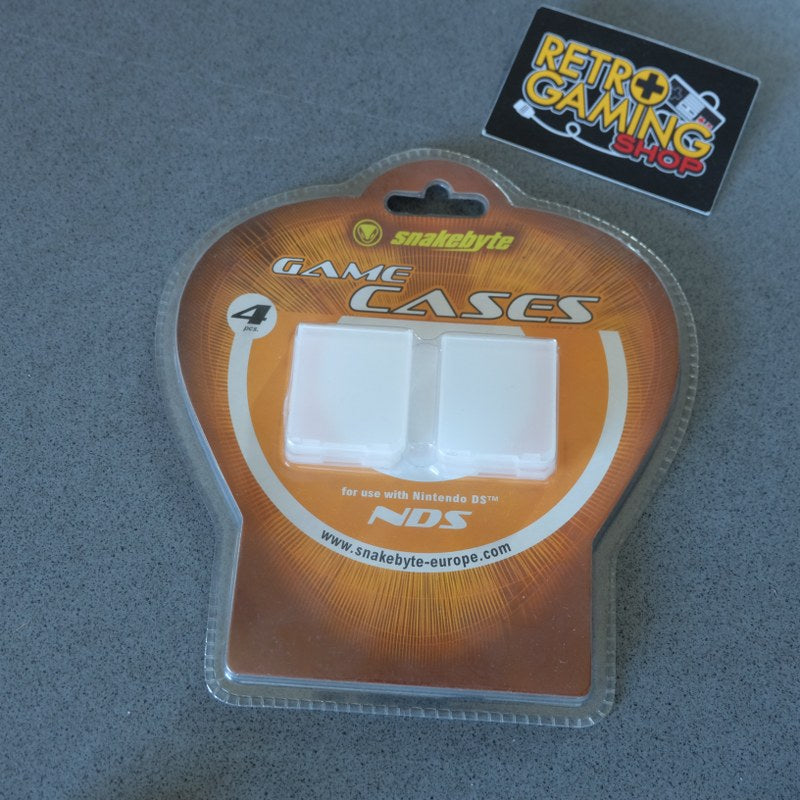 RETRO
GAMING
SHOP
snakebyte
GAME
CASES
4
pcs.
for use with Nintendo DS™
NDS
www.snakebyte-europe.com